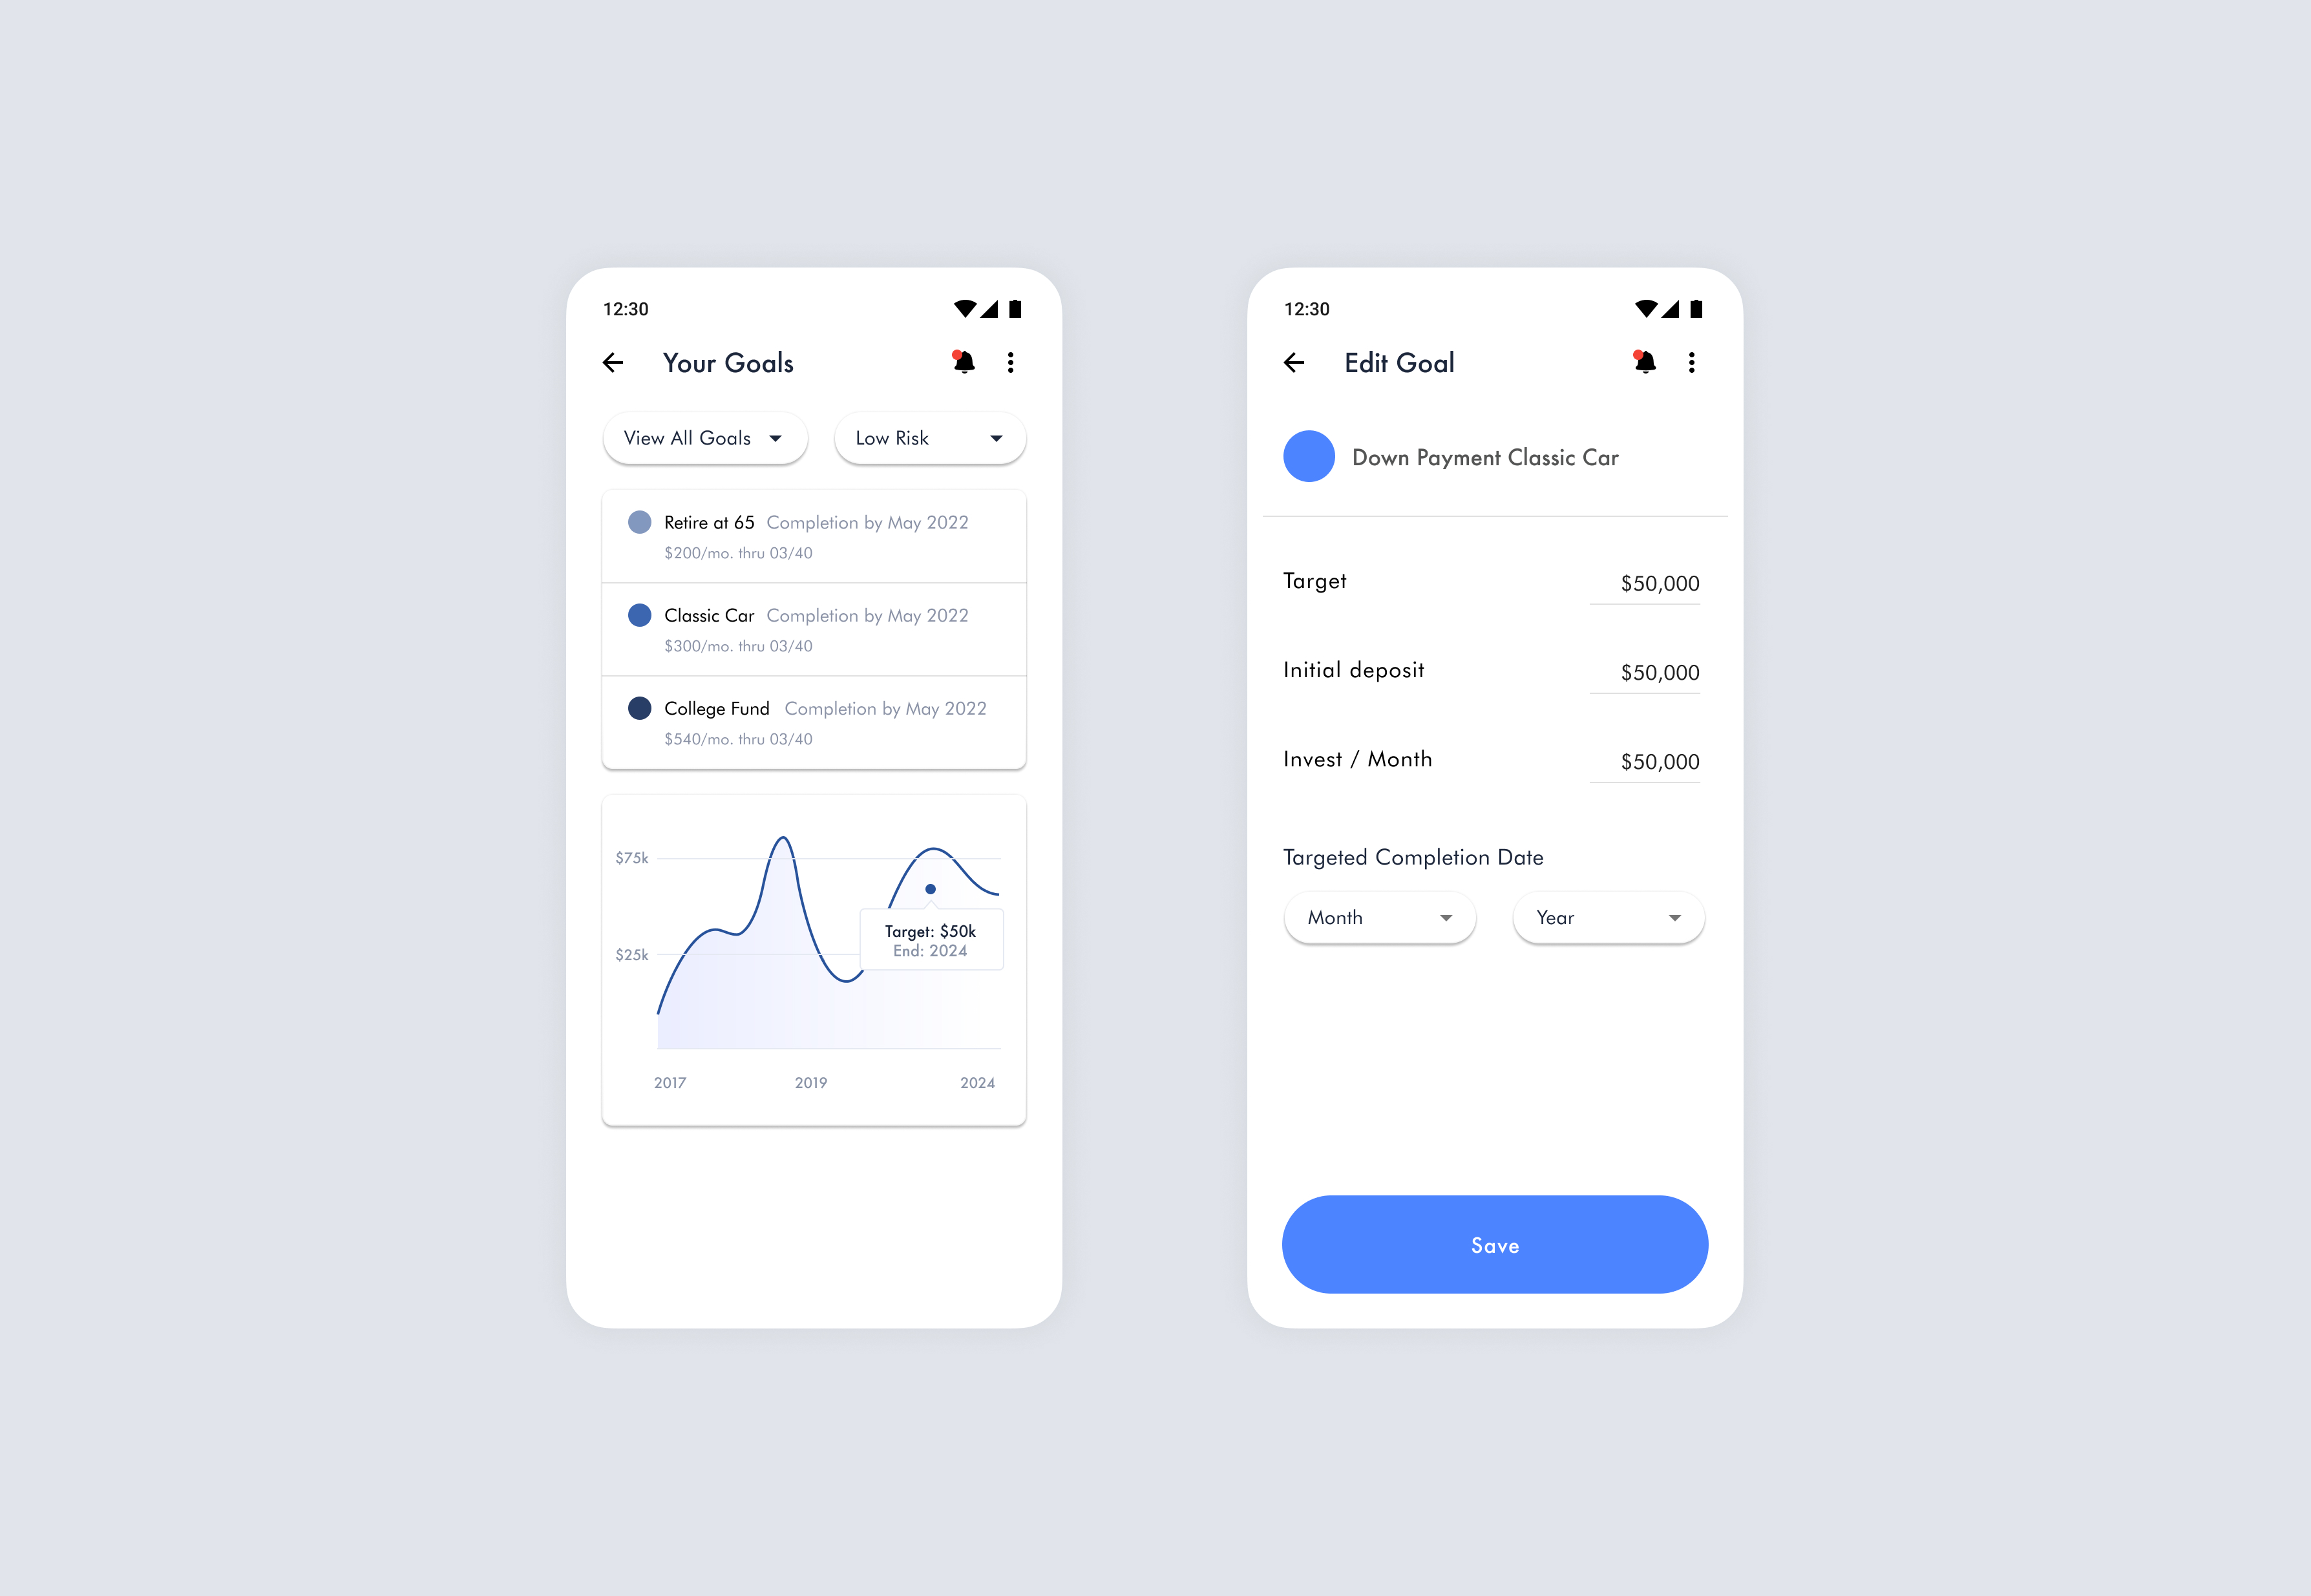 12:30
Your Goals
View All Goals
Low Risk
Retire at 65 Completion by May 2022
$200/mo. thru 03/40
Classic Car Completion by May 2022
$300/mo. thru 03/40
College Fund Completion by May 2022
$540/mo. thru 03/40
$75k
$25k
Target: $50k
End: 2024
2017 2019 2024
12:30
Edit Goal
Down Payment Classic Car
Target $50,000
Initial deposit $50,000
Invest / Month $50,000
Targeted Completion Date
Month
Year
Save